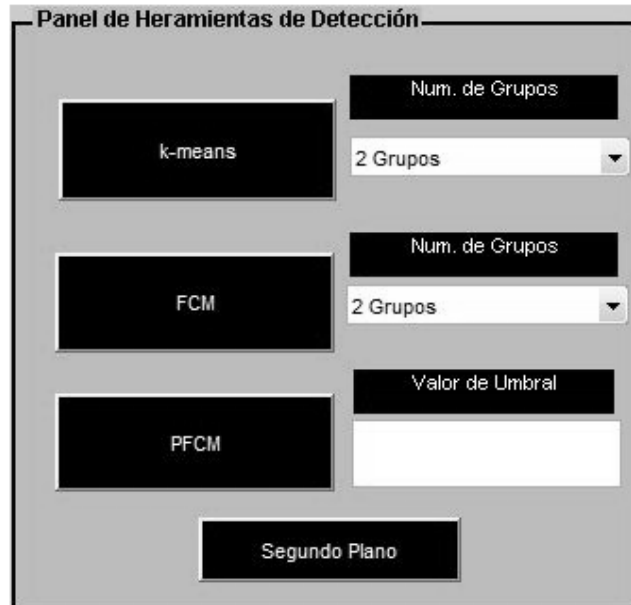 Panel de Heramientas de Detección
Num. de Grupos
k-means
2 Grupos
Num. de Grupos
FCM
2 Grupos
Valor de Umbral
PFCM
Segundo Plano